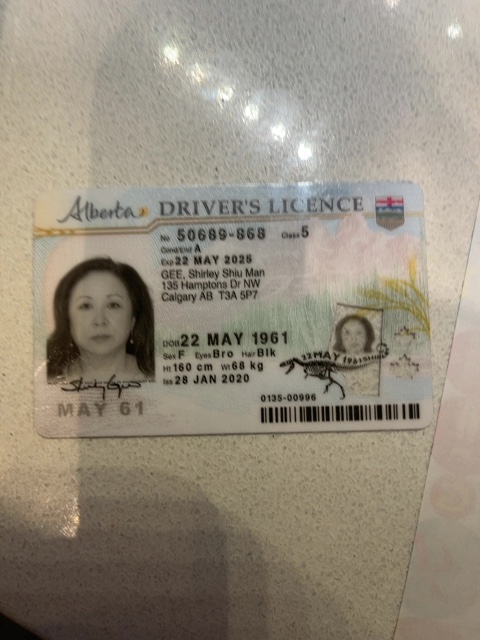 Alberta DRIVER'S LICENCE
No 50689-868 Class 5
Cond/End A
Exp 22 MAY 2025
GEE, Shirley Shiu Man
135 Hamptons Dr NW
Calgary AB T3A 5P7
DOB 22 MAY 1961
Sex F Eyes Bro Hair Blk
Ht 160 cm Wt 68 kg
Iss 28 JAN 2020
22 MAY 1961
MAY 61
0135-00996